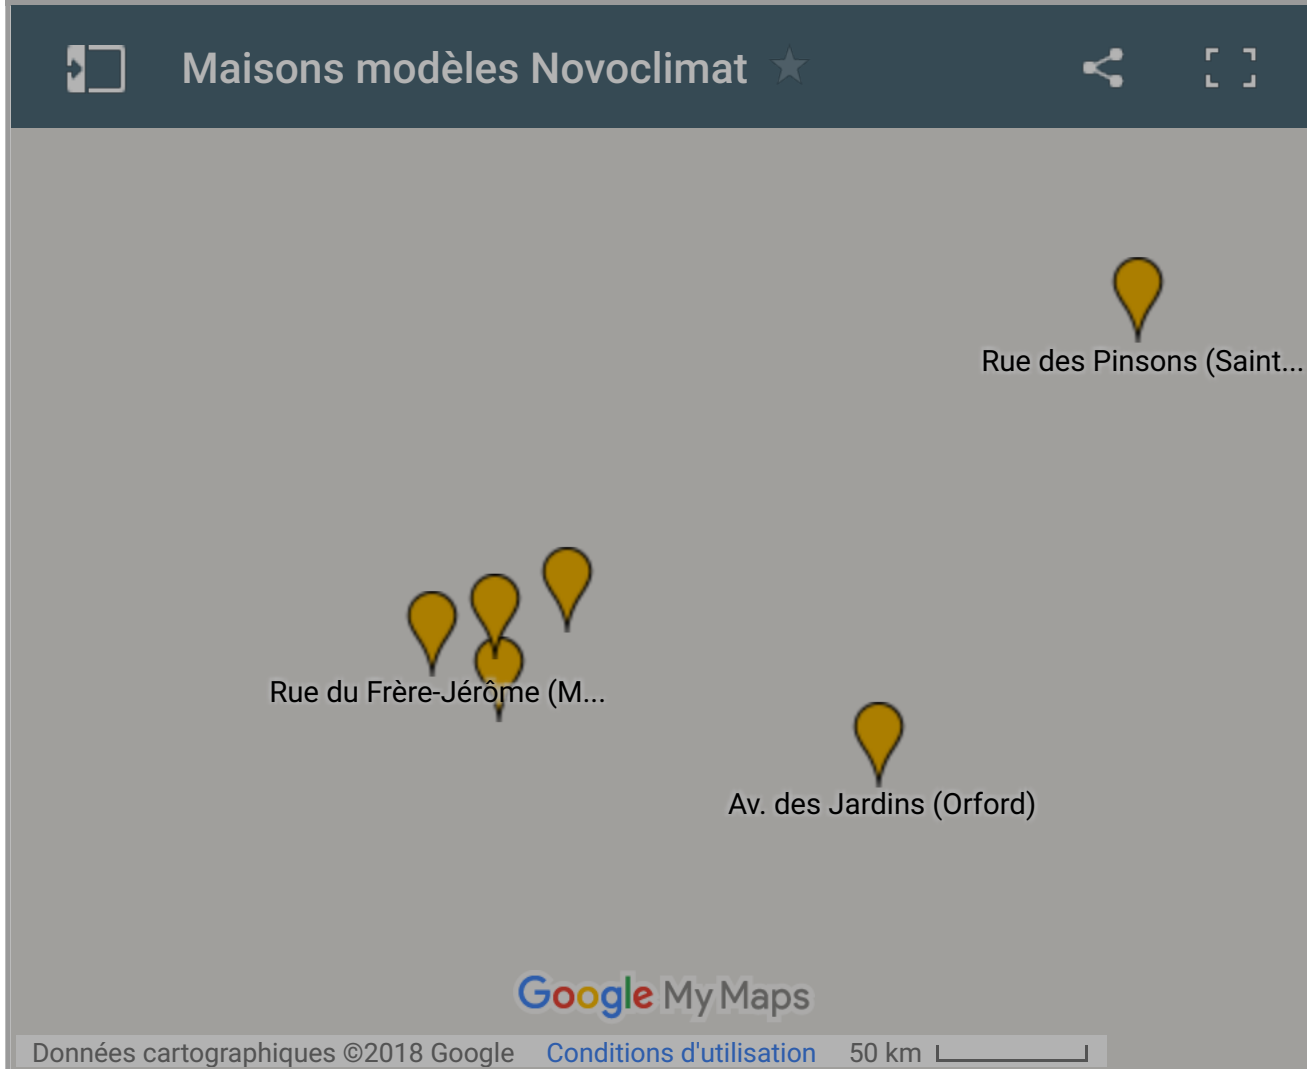 Maisons modèles Novoclimat
Rue des Pinsons (Saint...
Rue du Frère-Jérôme (M...
Av. des Jardins (Orford)
Google My Maps
Données cartographiques ©2018 Google Conditions d'utilisation 50 km